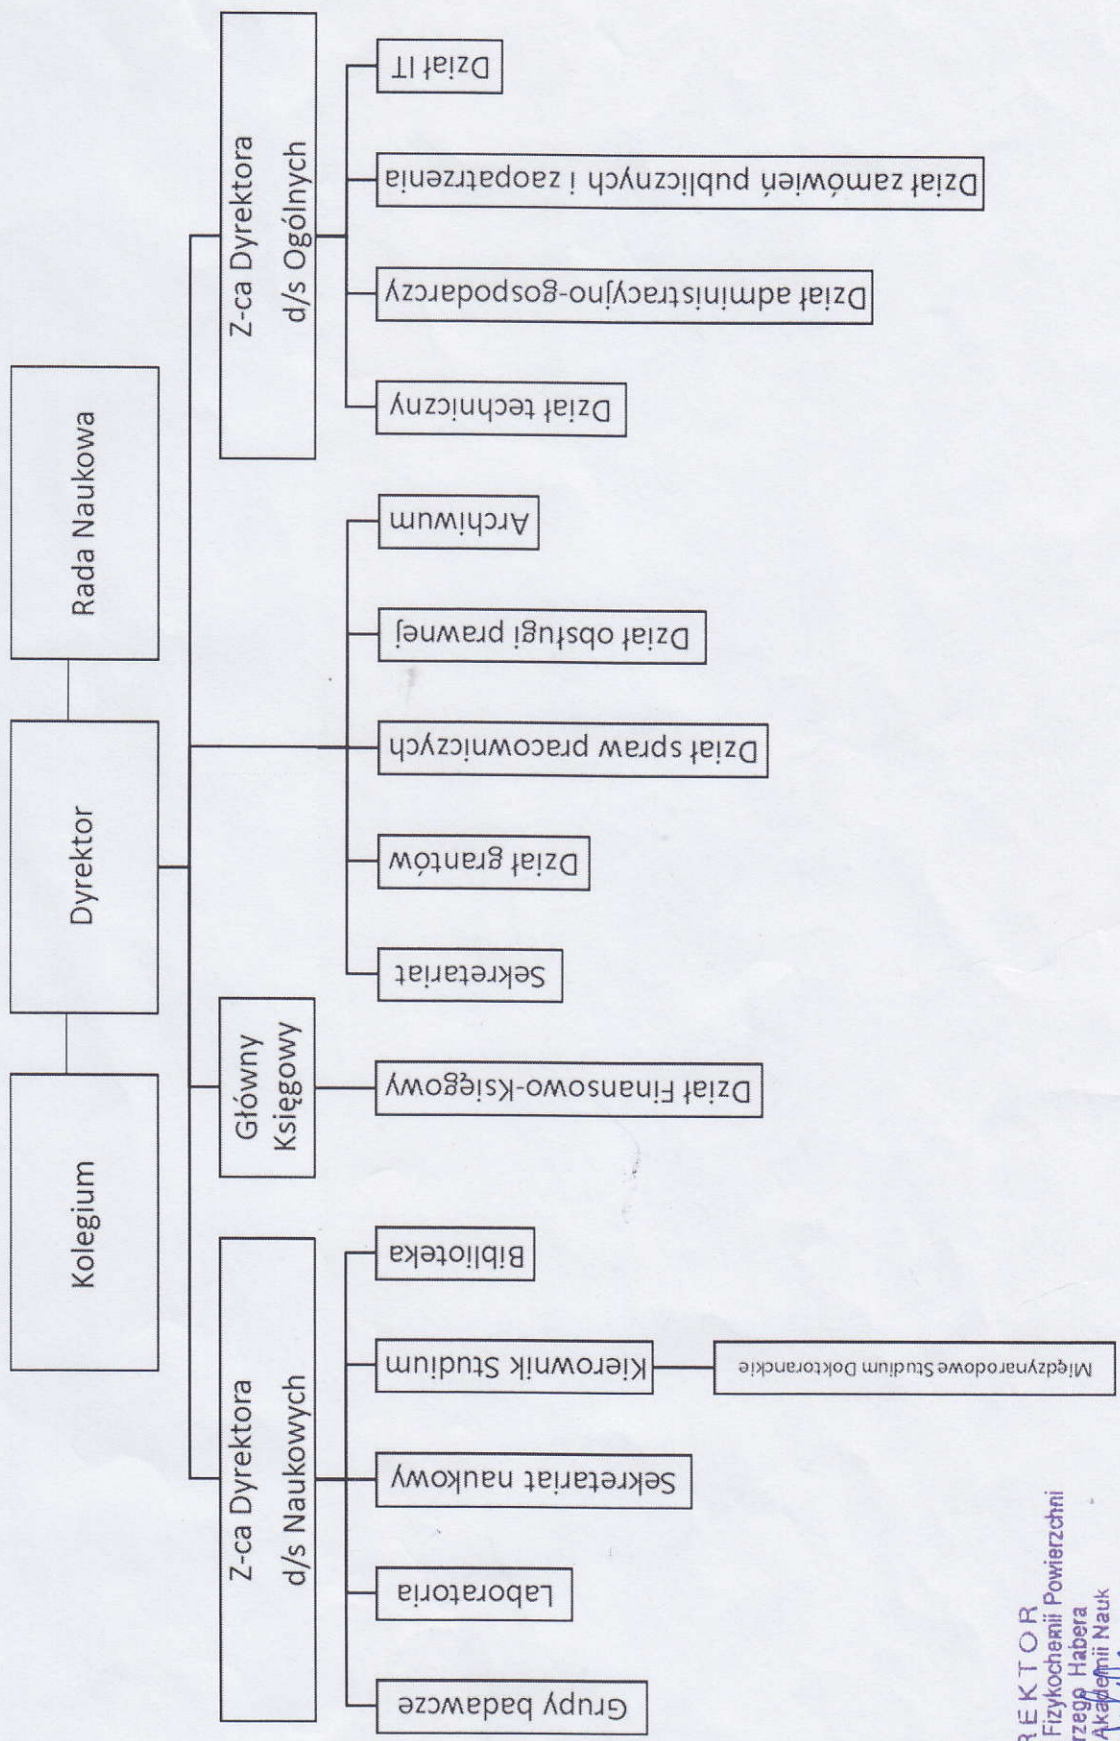 Kolegium
Dyrektor
Rada Naukowa
Z-ca Dyrektora
d/s Naukowych
Główny
Księgowy
Z-ca Dyrektora
d/s Ogólnych
Grupy badawcze
Laboratoria
Sekretariat naukowy
Kierownik Studium
Biblioteka
Dział Finansowo-Księgowy
Sekretariat
Dział grantów
Dział spraw pracowniczych
Dział obsługi prawnej
Archiwum
Dział techniczny
Dział administracyjno-gospodarczy
Dział zamówień publicznych i zaopatrzenia
Dział IT
Międzynarodowe Studium Doktoranckie
REKTOR
Fizykochemii Powierzchni
rzego Habera
Akademii Nauk